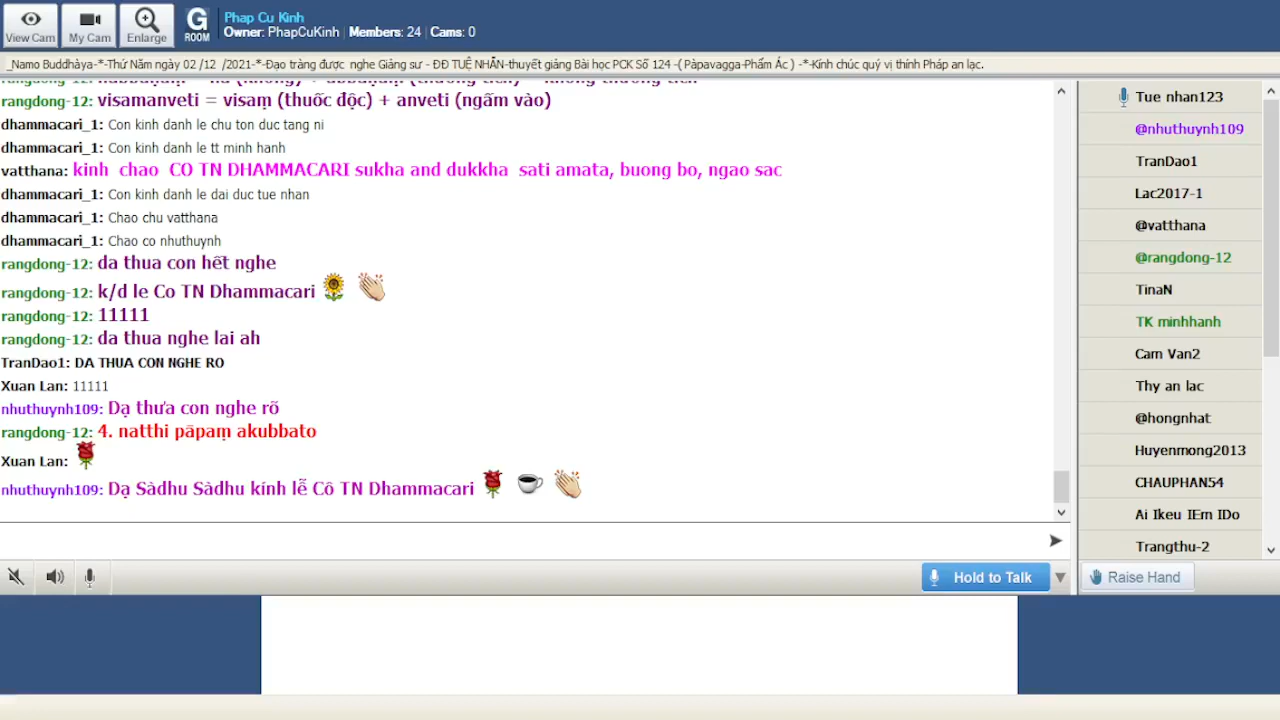 View Cam
My Cam
Enlarge
G
ROOM
Phap Cu Kinh
Owner: PhapCuKinh | Members: 24 | Cams: 0
_Namo Buddhàya-*-Thứ Năm ngày 02 /12 /2021-*-Đạo tràng được nghe Giảng sư - ĐĐ TUỆ NHẪN-thuyết giảng Bài học PCK Số 124 -( Pàpavagga-Phẩm Ác ) -*-Kính chúc quý vị thính Pháp an lạc.
rangdong-12: visamanveti = visaṃ (thuốc độc) + anveti (ngấm vào)
dhammacari_1: Con kinh danh le chu ton duc tang ni
dhammacari_1: Con kinh danh le tt minh hanh
vatthana: kinh chao CO TN DHAMMACARI sukha and dukkha sati amata, buong bo, ngao sac
dhammacari_1: Con kinh danh le dai duc tue nhan
dhammacari_1: Chao chu vatthana
dhammacari_1: Chao co nhuthuynh
rangdong-12: da thua con hết nghe
rangdong-12: k/d le Co TN Dhammacari
rangdong-12: 11111
rangdong-12: da thua nghe lai ah
TranDao1: DA THUA CON NGHE RO
Xuan Lan: 11111
nhuthuynh109: Dạ thưa con nghe rõ
rangdong-12: 4. natthi pāpaṃ akubbato
Xuan Lan:
nhuthuynh109: Dạ Sàdhu Sàdhu kính lễ Cô TN Dhammacari
Hold to Talk
Tue nhan123
@nhuthuynh109
TranDao1
Lac2017-1
@vatthana
@rangdong-12
TinaN
TK minhhanh
Cam Van2
Thy an lac
@hongnhat
Huyenmong2013
CHAUPHAN54
Ai Ikeu IEm IDo
Trangthu-2
Raise Hand